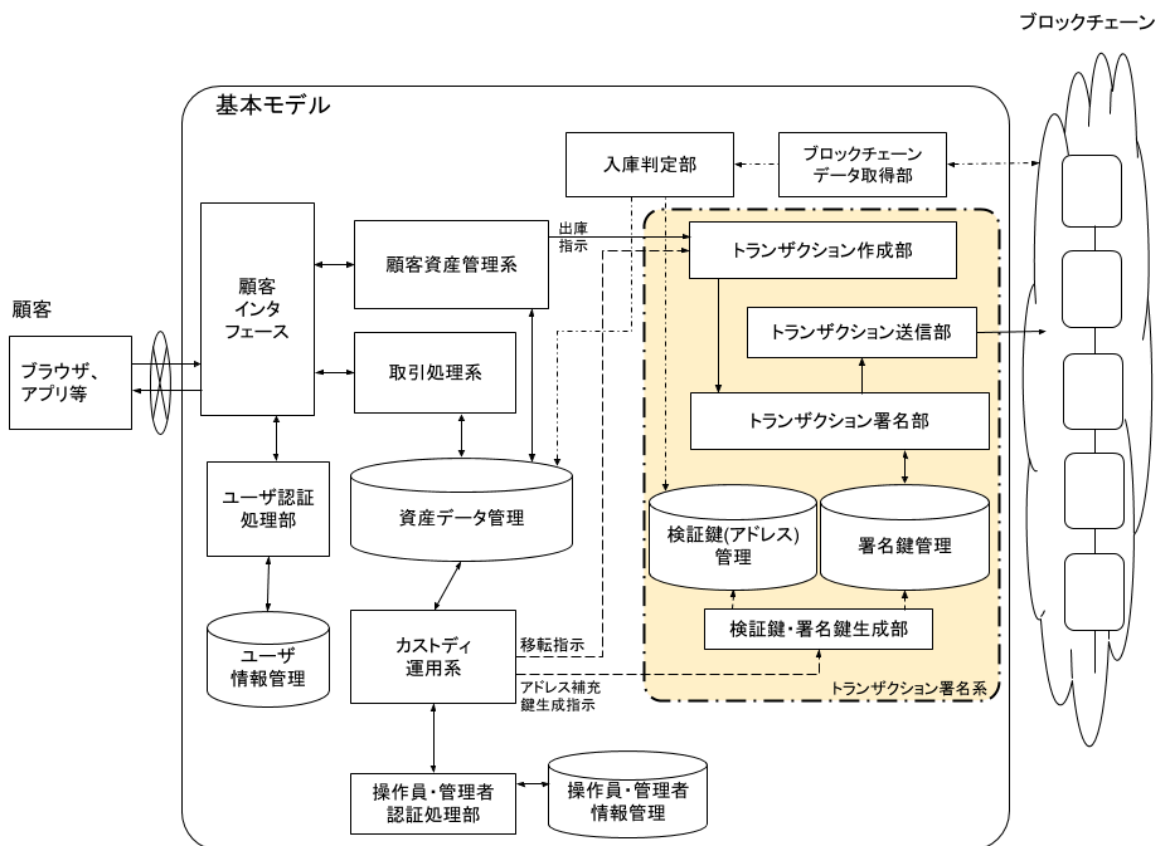 ブロックチェーン
基本モデル
入庫判定部
ブロックチェーン
データ取得部
顧客資産管理系
出庫
指示
トランザクション作成部
顧客
インタ
フェース
顧客
ブラウザ、
アプリ等
取引処理系
トランザクション送信部
トランザクション署名部
ユーザ認証
処理部
資産データ管理
検証鍵(アドレス)
管理
署名鍵管理
ユーザ
情報管理
カストディ
運用系
移転指示
アドレス補充
鍵生成指示
検証鍵・署名鍵生成部
トランザクション署名系
操作員・管理者
認証処理部
操作員・管理者
情報管理